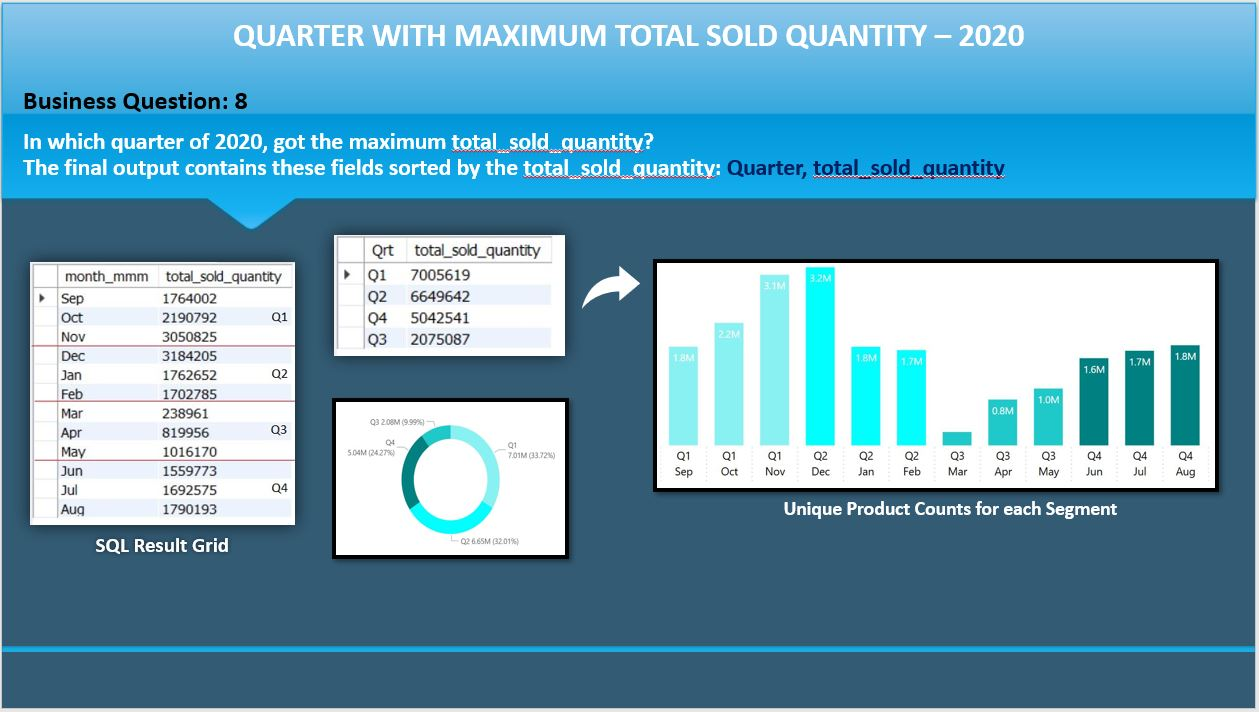 QUARTER WITH MAXIMUM TOTAL SOLD QUANTITY – 2020
Business Question: 8
In which quarter of 2020, got the maximum total_sold_quantity?
The final output contains these fields sorted by the total_sold_quantity: Quarter, total_sold_quantity
month_mmm total_sold_quantity
Sep 1764002
Oct 2190792 Q1
Nov 3050825
Dec 3184205
Jan 1762652 Q2
Feb 1702785
Mar 238961
Apr 819956 Q3
May 1016170
Jun 1559773
Jul 1692575 Q4
Aug 1790193
SQL Result Grid
Qrt total_sold_quantity
Q1 7005619
Q2 6649642
Q4 5042541
Q3 2075087
Q3 2.08M (9.99%)
Q4
5.04M (24.27%)
Q1
7.01M (33.72%)
Q2 6.65M (32.01%)
1.8M 2.2M 3.1M 3.2M 1.8M 1.7M 0.8M 1.0M 1.6M 1.7M 1.8M
Q1 Q1 Q1 Q2 Q2 Q2 Q3 Q3 Q3 Q4 Q4 Q4
Sep Oct Nov Dec Jan Feb Mar Apr May Jun Jul Aug
Unique Product Counts for each Segment